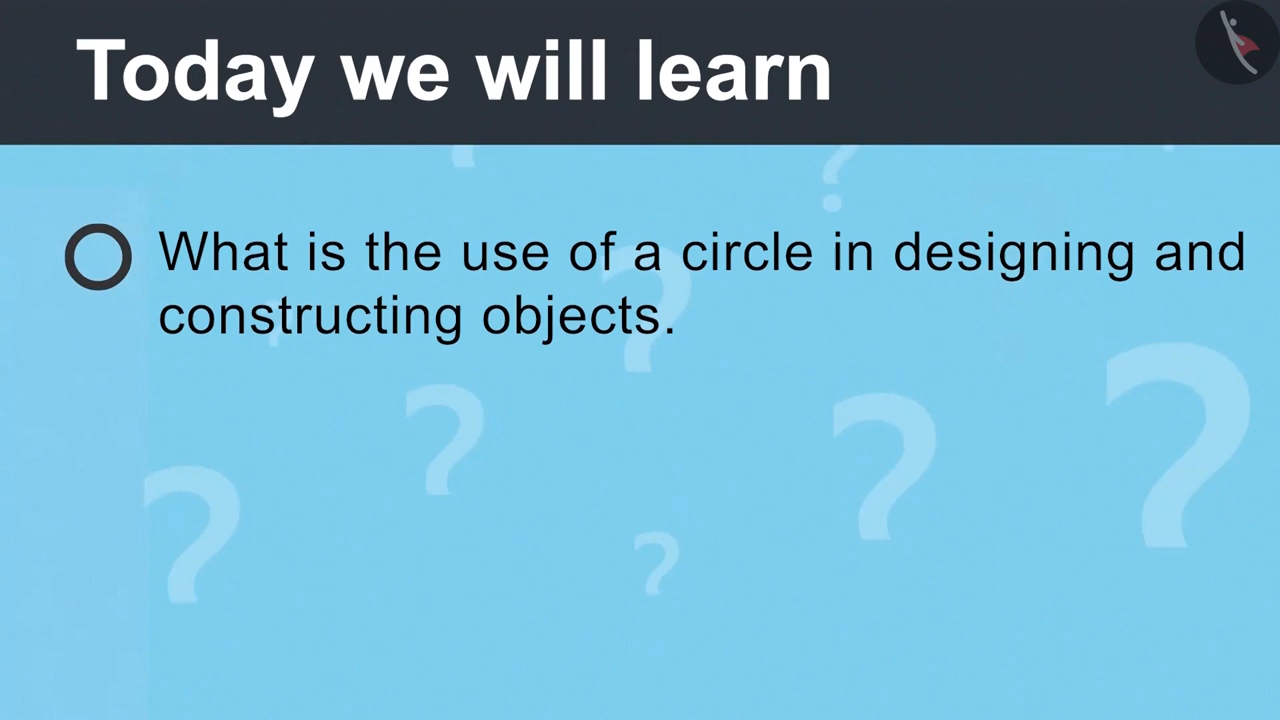 Today we will learn
What is the use of a circle in designing and
constructing objects.